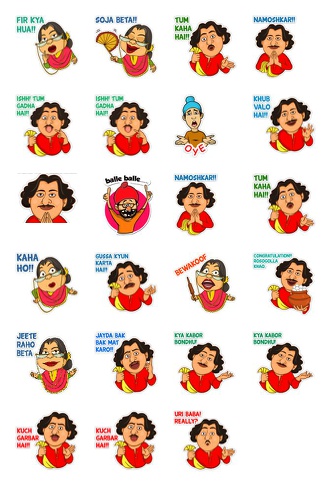 FIR KYA
HUA!!
SOJA BETA!!
TUM
KAHA
HAI!!
NAMOSHKAR!!
ISHH! TUM
GADHA
HAI!!
ISHH! TUM
GADHA
HAI!!
OYE
KHUB
VALO
HAI!!
balle balle
NAMOSHKAR!!
TUM
KAHA
HAI!!
KAHA
HO!!
GUSSA KYUN
KARTA
HAI!!
BEWAKOOF
CONGRATULATION!!
ROSOGOLLA
KHAO.
JEETE
RAHO
BETA
JAYDA BAK
BAK MAT
KARO!!
KYA KABOR
BONDHU!
KYA KABOR
BONDHU!
KUCH
GARBAR
HAI!!
KUCH
GARBAR
HAI!!
URI BABA!
REALLY?